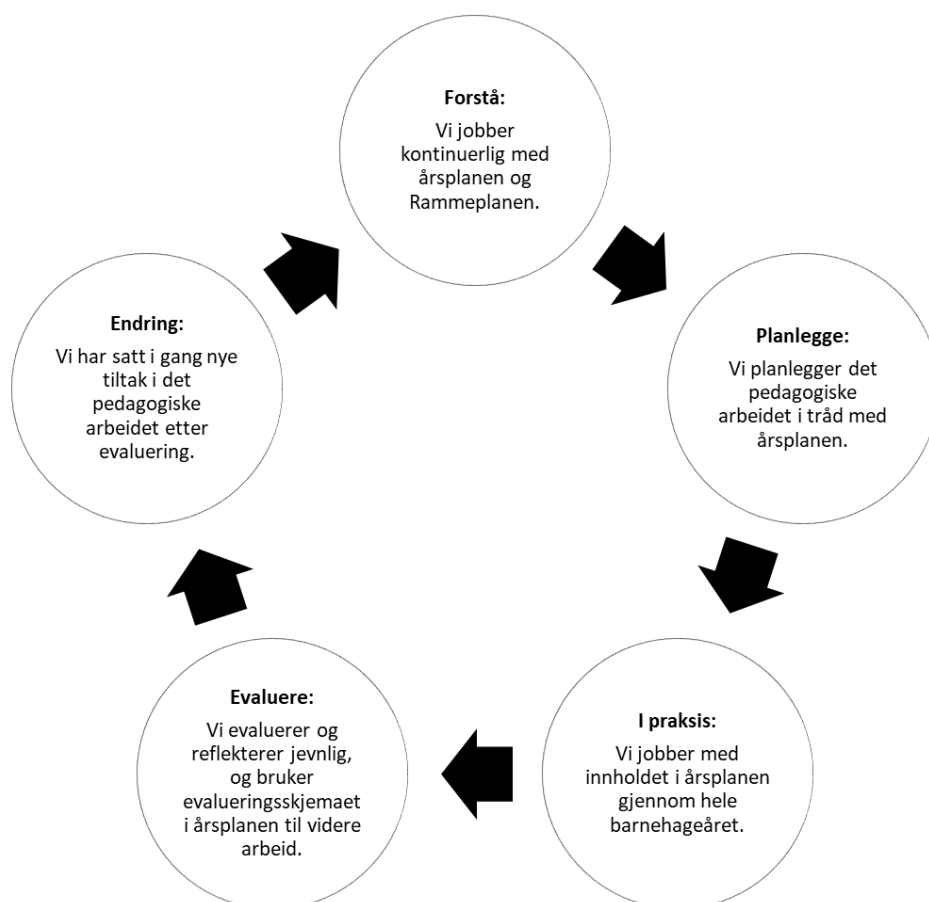 Forstå:
Vi jobber
kontinuerlig med
årsplanen og
Rammeplanen.
Planlegge:
Vi planlegger det
pedagogiske
arbeidet i tråd med
årsplanen.
I praksis:
Vi jobber med
innholdet i årsplanen
gjennom hele
barnehageåret.
Evaluere:
Vi evaluerer og
reflekterer jevnlig,
og bruker
evalueringsskjemaet
i årsplanen til videre
arbeid.
Endring:
Vi har satt i gang nye
tiltak i det
pedagogiske
arbeidet etter
evaluering.